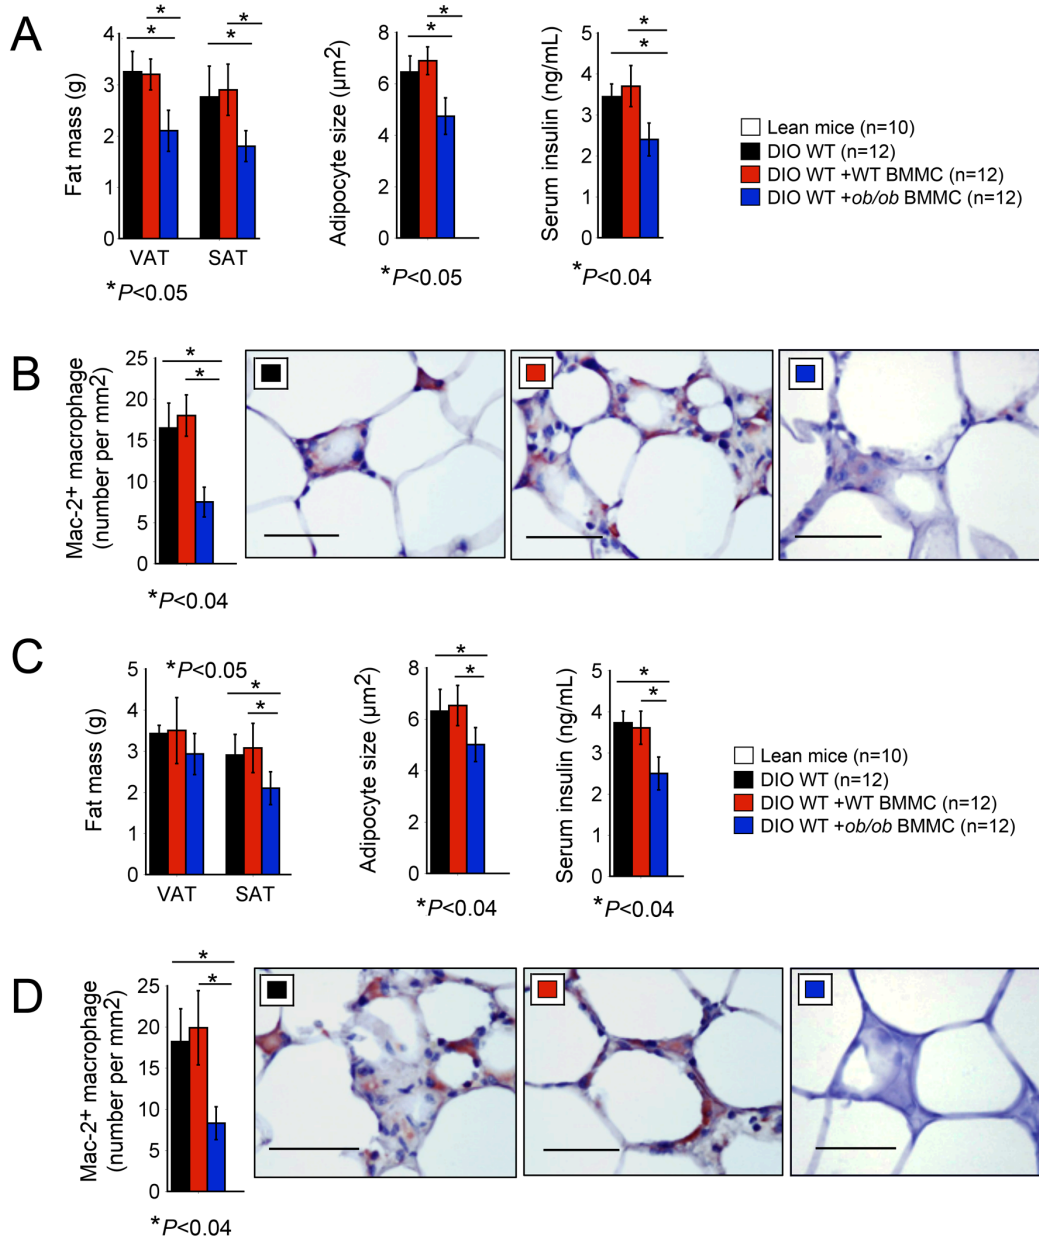 A
Fat mass (g)
4
3
2
1
0
* *
* *
VAT SAT
*P<0.05
Adipocyte size (µm2)
8
6
4
2
0
*
*
*P<0.05
Serum insulin (ng/mL)
5
4
3
2
1
0
*
*
*P<0.04
Lean mice (n=10)
DIO WT (n=12)
DIO WT +WT BMMC (n=12)
DIO WT +ob/ob BMMC (n=12)
B
Mac-2+ macrophage
(number per mm2)
25
20
15
10
5
0
*
*
*P<0.04
C
Fat mass (g)
5
4
3
2
1
0
*P<0.05
*
*
VAT SAT
Adipocyte size (µm2)
8
6
4
2
0
*
*
*P<0.04
Serum insulin (ng/mL)
5
4
3
2
1
0
*
*
*P<0.04
Lean mice (n=10)
DIO WT (n=12)
DIO WT +WT BMMC (n=12)
DIO WT +ob/ob BMMC (n=12)
D
Mac-2+ macrophage
(number per mm2)
25
20
15
10
5
0
*
*
*P<0.04